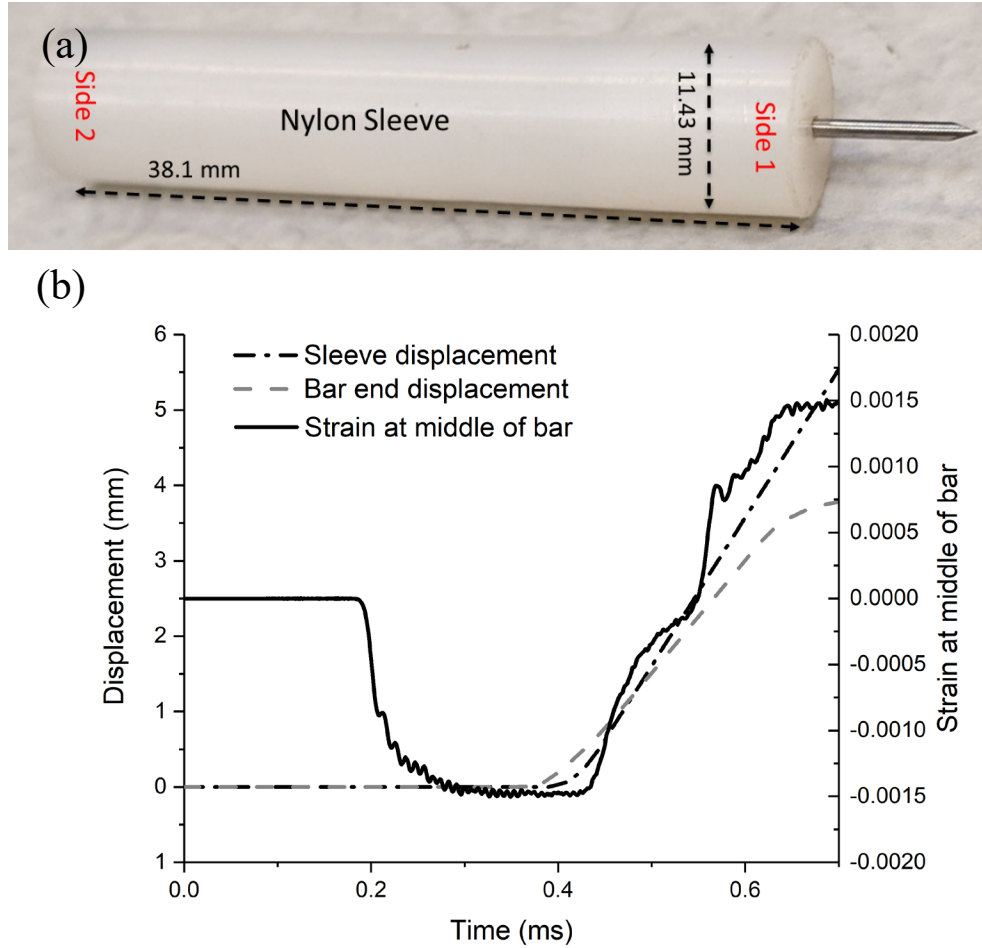 (a)
Side 2
Nylon Sleeve
11.43 mm
Side 1
38.1 mm
(b)
Sleeve displacement
Bar end displacement
Strain at middle of bar
6
5
4
3
2
1
0
1
Displacement (mm)
0.0020
0.0015
0.0010
0.0005
0.0000
-0.0005
-0.0010
-0.0015
-0.0020
Strain at middle of bar
0.0
0.2
0.4
0.6
Time (ms)